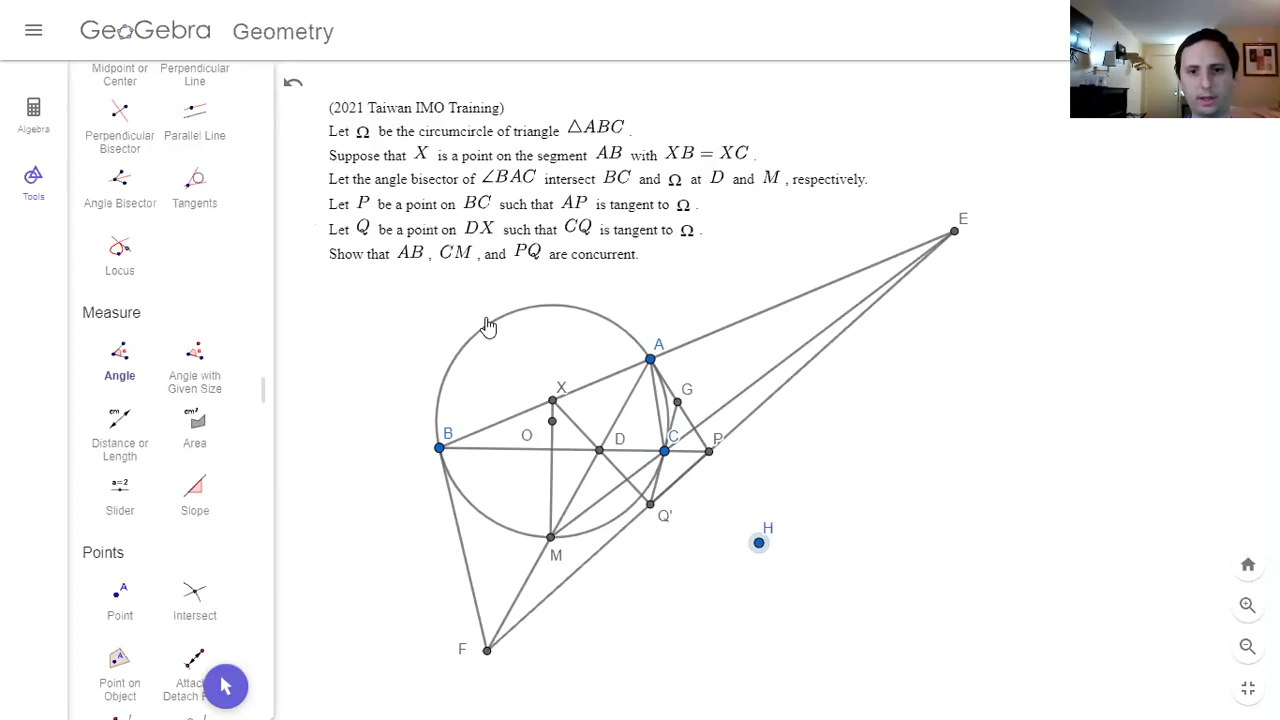 GeoGebra Geometry
Algebra
Tools
Midpoint or Center
Perpendicular Line
Perpendicular Bisector
Parallel Line
Angle Bisector
Tangents
Locus
Measure
Angle
Angle with Given Size
cm
cm²
Distance or Length
Area
a=2
Slider
Slope
Points
A
Point
Intersect
Point on Object
Attach
Detach
(2021 Taiwan IMO Training)
Let Ω be the circumcircle of triangle △ABC .
Suppose that X is a point on the segment AB with XB = XC .
Let the angle bisector of ∠BAC intersect BC and Ω at D and M , respectively.
Let P be a point on BC such that AP is tangent to Ω .
Let Q be a point on DX such that CQ is tangent to Ω .
Show that AB , CM , and PQ are concurrent.
E
A
X
G
B
O
D
C
P
Q'
H
M
F